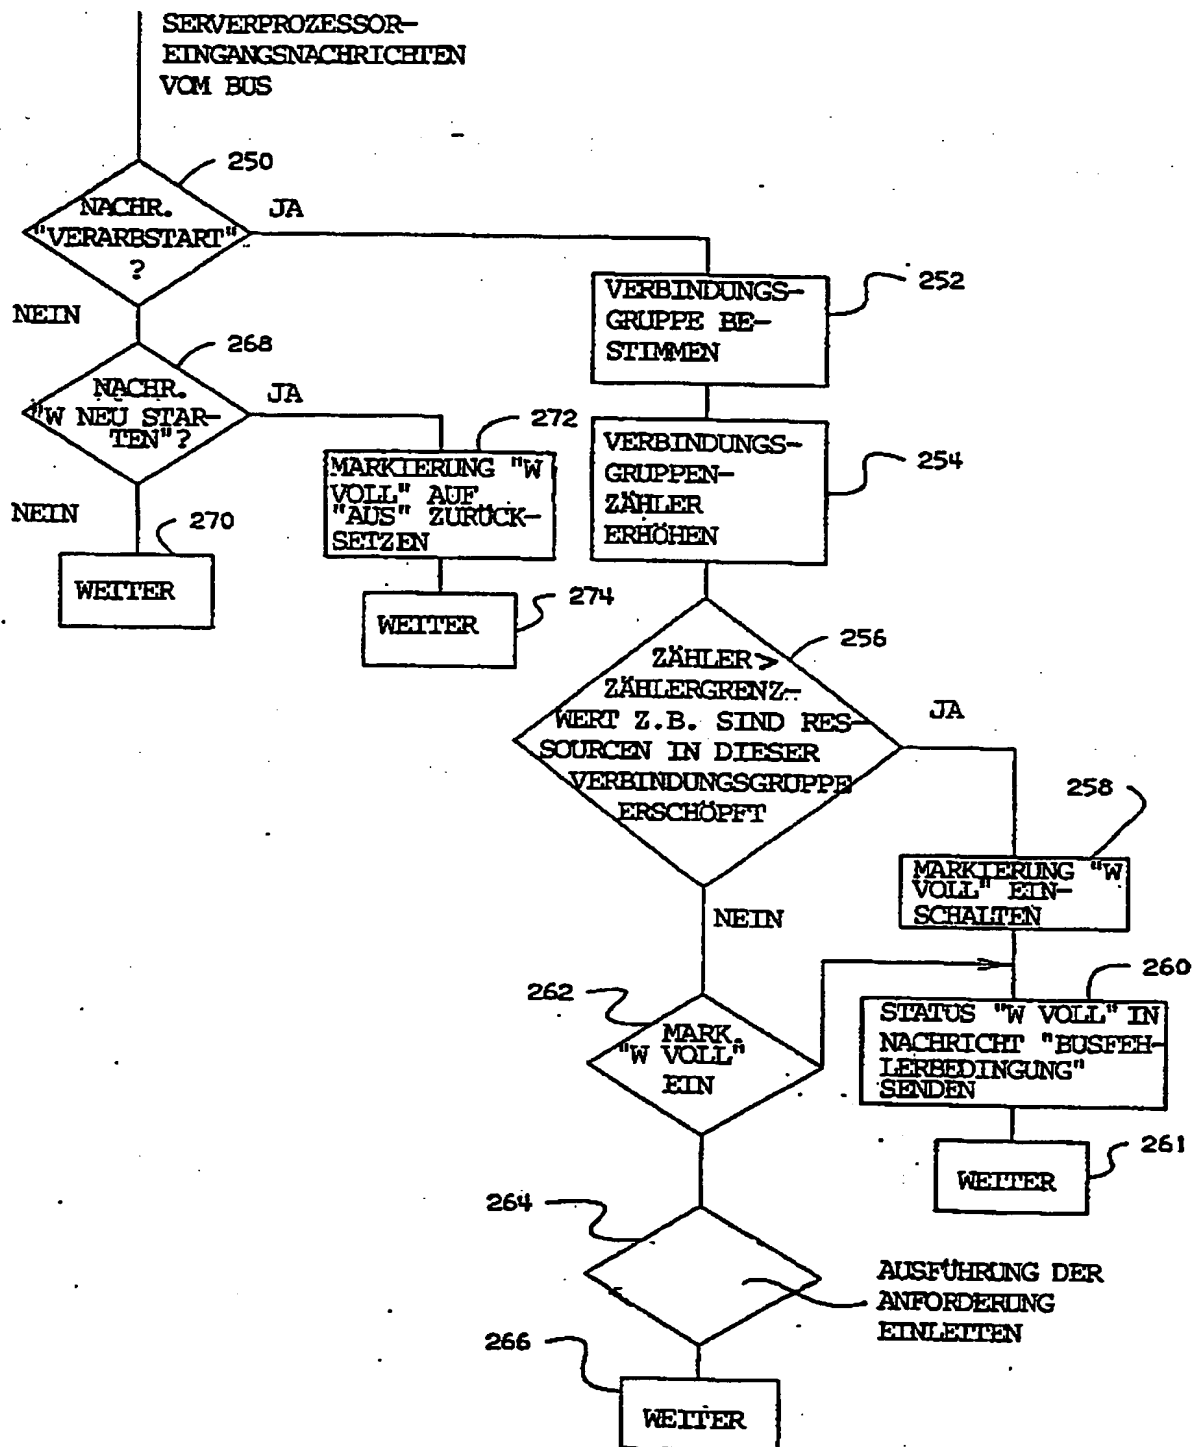 SERVERPROZESSOR-
EINGANGSNACHRICHTEN
VOM BUS
250
NACHR.
"VERARBSTART"
?
JA
NEIN
252
VERBINDUNGS-
GRUPPE BE-
STIMMEN
268
NACHR.
"W NEU STAR-
TEN"?
JA
NEIN
270
WEITER
272
MARKIERUNG "W
VOLL" AUF
"AUS" ZURÜCK-
SETZEN
274
WEITER
254
VERBINDUNGS-
GRUPPEN-
ZÄHLER
ERHÖHEN
256
ZÄHLER >
ZÄHLERGRENZ-
WERT Z.B. SIND RES-
SOURCEN IN DIESER
VERBINDUNGSGRUPPE
ERSCHÖPFT
JA
NEIN
258
MARKIERUNG "W
VOLL" EIN-
SCHALTEN
260
STATUS "W VOLL" IN
NACHRICHT "BUSFEH-
LERBEDINGUNG"
SENDEN
261
WEITER
262
MARK.
"W VOLL"
EIN
264
AUSFÜHRUNG DER
ANFORDERUNG
EINLEITEN
266
WEITER